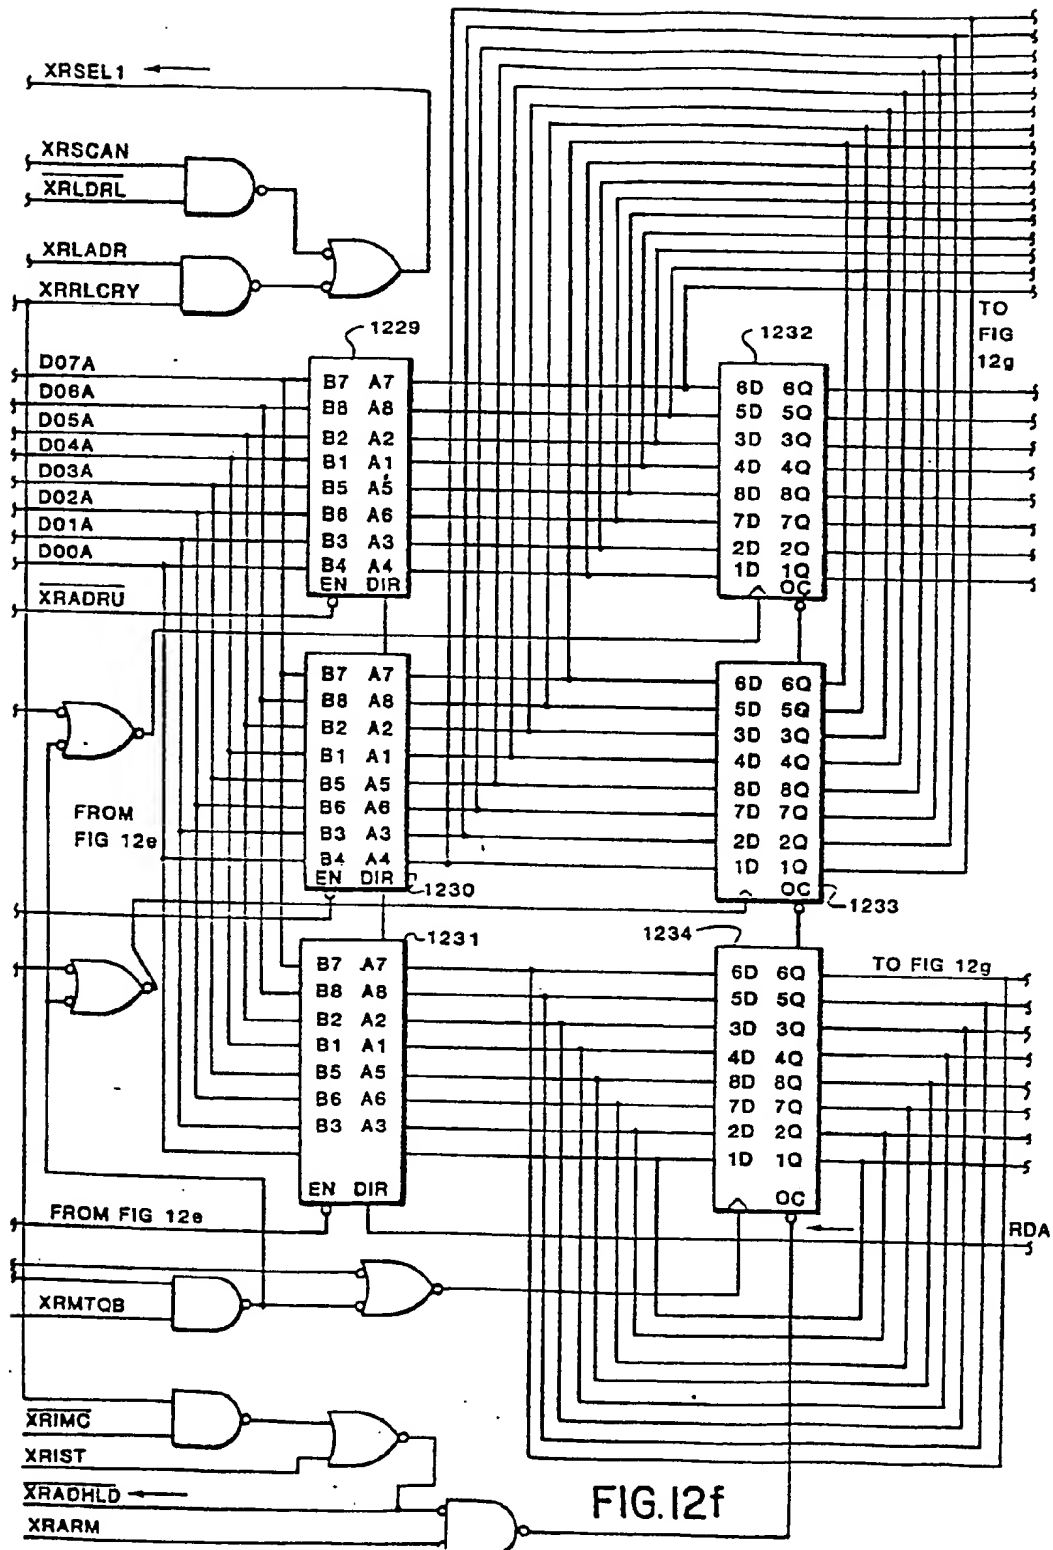 XRSEL1
XRSCAN
XRLDRL
XRLADR
XRRLCRY
TO
FIG
12g
1229
1232
D07A
D06A
D05A
D04A
D03A
D02A
D01A
D00A
XRADRU
B7 A7
B8 A8
B2 A2
B1 A1
B5 A5
B6 A6
B3 A3
B4 A4
EN DIR
6D 6Q
5D 5Q
3D 3Q
4D 4Q
8D 8Q
7D 7Q
2D 2Q
1D 1Q
OC
B7 A7
B8 A8
B2 A2
B1 A1
B5 A5
B6 A6
B3 A3
B4 A4
EN DIR
1230
6D 6Q
5D 5Q
3D 3Q
4D 4Q
8D 8Q
7D 7Q
2D 2Q
1D 1Q
OC
1233
FROM
FIG 12e
1231
1234
B7 A7
B8 A8
B2 A2
B1 A1
B5 A5
B6 A6
B3 A3
EN DIR
6D 6Q
5D 5Q
3D 3Q
4D 4Q
8D 8Q
7D 7Q
2D 2Q
1D 1Q
OC
TO FIG 12g
FROM FIG 12e
RDA
XRMTQB
XRIMC
XRIST
XRADHLD
XRARM
FIG.12f